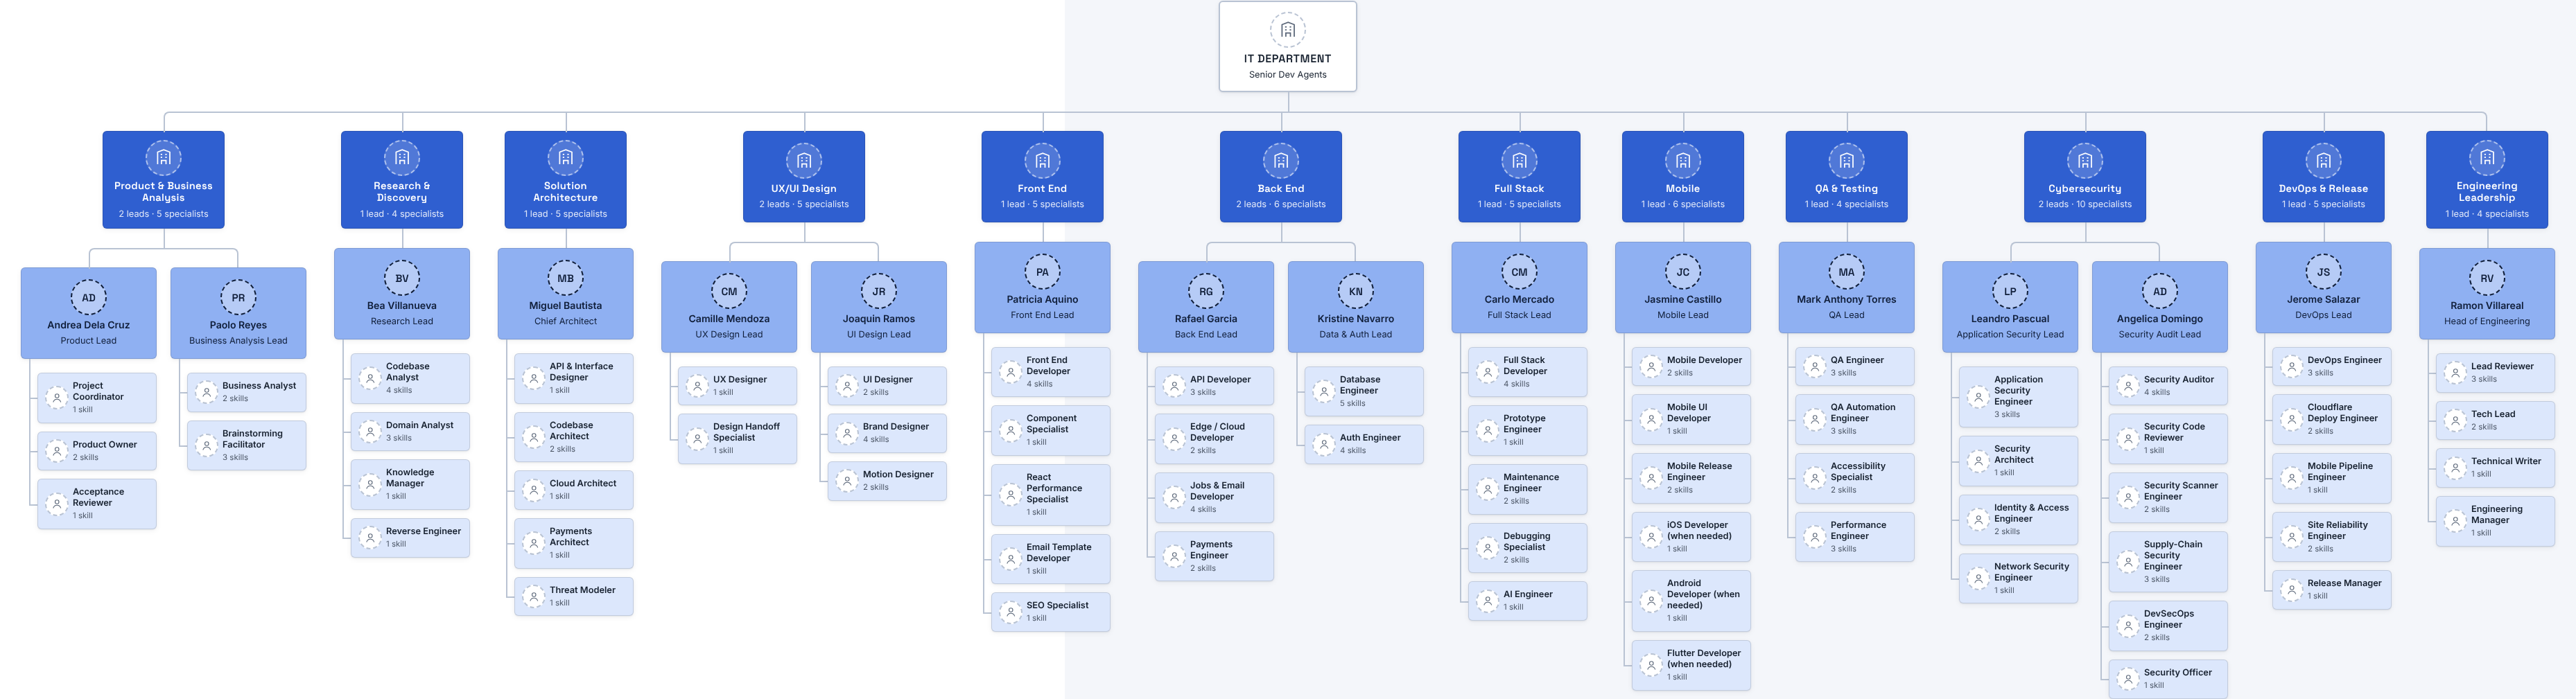 IT DEPARTMENT
Senior Dev Agents
Product & Business
Analysis
2 leads · 5 specialists
Research &
Discovery
1 lead · 4 specialists
Solution
Architecture
1 lead · 5 specialists
UX/UI Design
2 leads · 5 specialists
Front End
1 lead · 5 specialists
Back End
2 leads · 6 specialists
Full Stack
1 lead · 5 specialists
Mobile
1 lead · 6 specialists
QA & Testing
1 lead · 4 specialists
Cybersecurity
2 leads · 10 specialists
DevOps & Release
1 lead · 5 specialists
Engineering
Leadership
1 lead · 4 specialists
AD
Andrea Dela Cruz
Product Lead
Project
Coordinator
1 skill
Product Owner
2 skills
Acceptance
Reviewer
1 skill
PR
Paolo Reyes
Business Analysis Lead
Business Analyst
2 skills
Brainstorming
Facilitator
3 skills
BV
Bea Villanueva
Research Lead
Codebase
Analyst
4 skills
Domain Analyst
3 skills
Knowledge
Manager
1 skill
Reverse Engineer
1 skill
MB
Miguel Bautista
Chief Architect
API & Interface
Designer
1 skill
Codebase
Architect
2 skills
Cloud Architect
1 skill
Payments
Architect
1 skill
Threat Modeler
1 skill
CM
Camille Mendoza
UX Design Lead
UX Designer
1 skill
Design Handoff
Specialist
1 skill
JR
Joaquin Ramos
UI Design Lead
UI Designer
2 skills
Brand Designer
4 skills
Motion Designer
2 skills
PA
Patricia Aquino
Front End Lead
Front End
Developer
4 skills
Component
Specialist
1 skill
React
Performance
Specialist
1 skill
Email Template
Developer
1 skill
SEO Specialist
1 skill
RG
Rafael Garcia
Back End Lead
API Developer
3 skills
Edge / Cloud
Developer
2 skills
Jobs & Email
Developer
4 skills
Payments
Engineer
2 skills
KN
Kristine Navarro
Data & Auth Lead
Database
Engineer
5 skills
Auth Engineer
4 skills
CM
Carlo Mercado
Full Stack Lead
Full Stack
Developer
4 skills
Prototype
Engineer
1 skill
Maintenance
Engineer
2 skills
Debugging
Specialist
2 skills
AI Engineer
1 skill
JC
Jasmine Castillo
Mobile Lead
Mobile Developer
2 skills
Mobile UI
Developer
1 skill
Mobile Release
Engineer
2 skills
iOS Developer
(when needed)
1 skill
Android
Developer (when
needed)
1 skill
Flutter Developer
(when needed)
1 skill
MA
Mark Anthony Torres
QA Lead
QA Engineer
3 skills
QA Automation
Engineer
3 skills
Accessibility
Specialist
2 skills
Performance
Engineer
3 skills
LP
Leandro Pascual
Application Security Lead
Application
Security
Engineer
3 skills
Security
Architect
1 skill
Identity & Access
Engineer
2 skills
Network Security
Engineer
1 skill
AD
Angelica Domingo
Security Audit Lead
Security Auditor
4 skills
Security Code
Reviewer
1 skill
Security Scanner
Engineer
2 skills
Supply-Chain
Security
Engineer
3 skills
DevSecOps
Engineer
2 skills
Security Officer
1 skill
JS
Jerome Salazar
DevOps Lead
DevOps Engineer
3 skills
Cloudflare
Deploy Engineer
2 skills
Mobile Pipeline
Engineer
1 skill
Site Reliability
Engineer
2 skills
Release Manager
1 skill
RV
Ramon Villareal
Head of Engineering
Lead Reviewer
3 skills
Tech Lead
2 skills
Technical Writer
1 skill
Engineering
Manager
1 skill